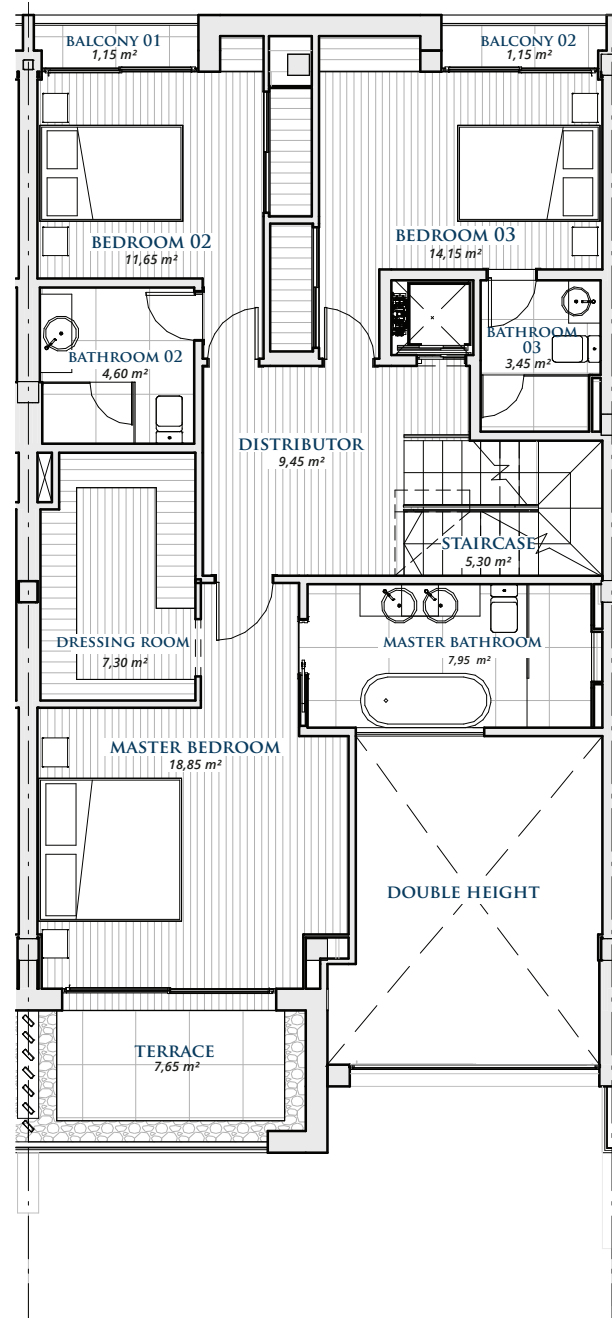 BALCONY 01
1,15 m²
BALCONY 02
1,15 m²
BEDROOM 02
11,65 m²
BEDROOM 03
14,15 m²
BATHROOM 02
4,60 m²
BATHROOM
03
3,45 m²
DISTRIBUTOR
9,45 m²
STAIRCASE
5,30 m²
DRESSING ROOM
7,30 m²
MASTER BATHROOM
7,95 m²
MASTER BEDROOM
18,85 m²
DOUBLE HEIGHT
TERRACE
7,65 m²